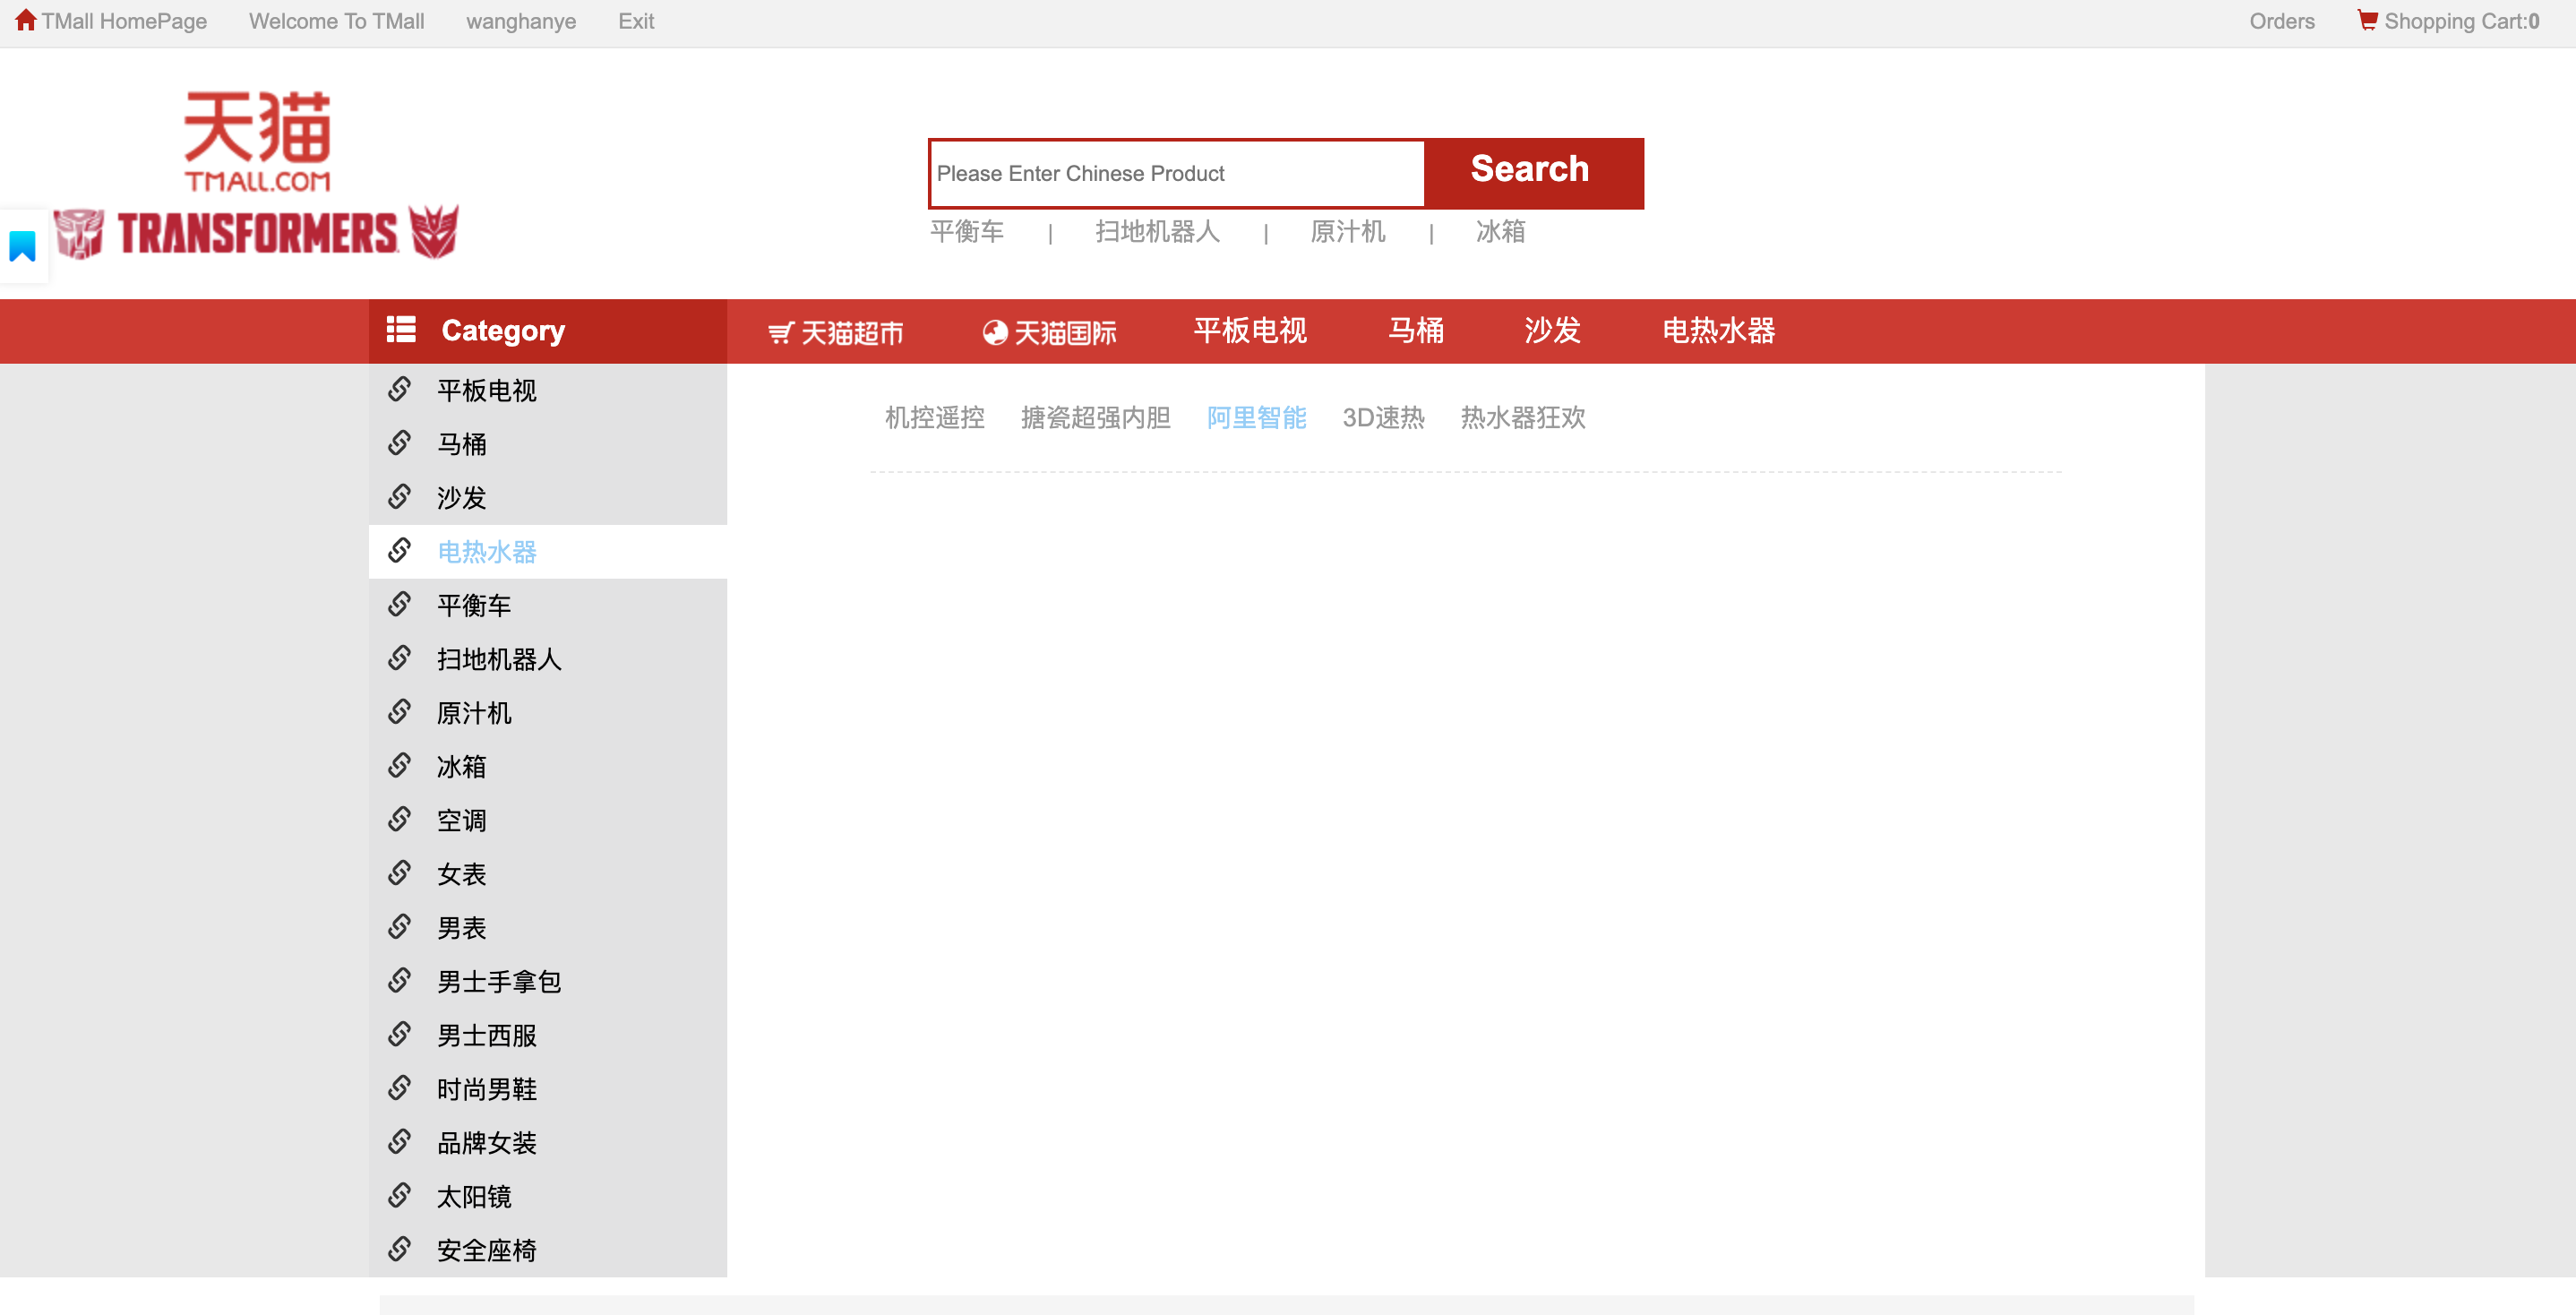 TMall HomePage Welcome To TMall wanghanye Exit Orders Shopping Cart:0
天猫
TMALL.COM
TRANSFORMERS
Please Enter Chinese Product Search
平衡车 | 扫地机器人 | 原汁机 | 冰箱
Category 天猫超市 天猫国际 平板电视 马桶 沙发 电热水器
平板电视
马桶
沙发
电热水器
平衡车
扫地机器人
原汁机
冰箱
空调
女表
男表
男士手拿包
男士西服
时尚男鞋
品牌女装
太阳镜
安全座椅
机控遥控 搪瓷超强内胆 阿里智能 3D速热 热水器狂欢